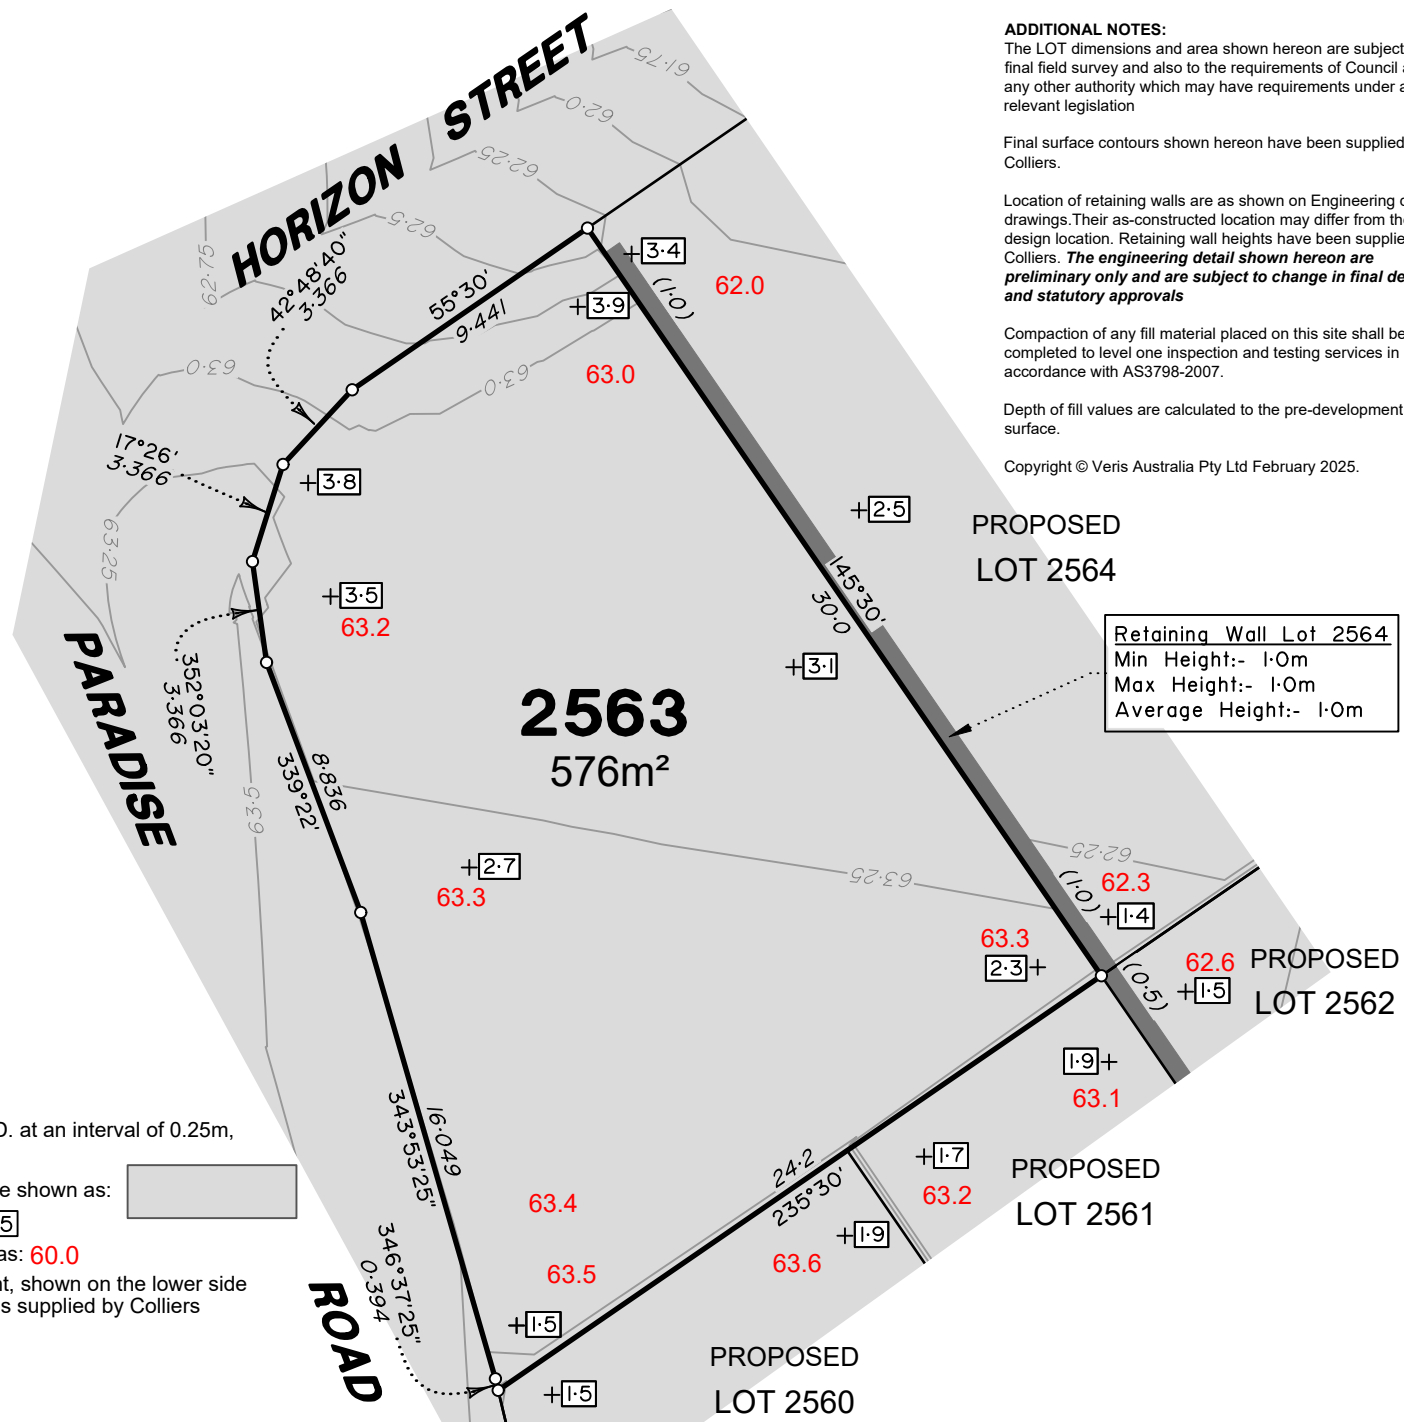 ADDITIONAL NOTES:
The LOT dimensions and area shown hereon are subject
final field survey and also to the requirements of Council
any other authority which may have requirements under a
relevant legislation
Final surface contours shown hereon have been supplied
Colliers.
Location of retaining walls are as shown on Engineering
drawings.Their as-constructed location may differ from the
design location. Retaining wall heights have been supplie
Colliers. The engineering detail shown hereon are
preliminary only and are subject to change in final de
and statutory approvals
Compaction of any fill material placed on this site shall be
completed to level one inspection and testing services in
accordance with AS3798-2007.
Depth of fill values are calculated to the pre-development
surface.
Copyright © Veris Australia Pty Ltd February 2025.
HORIZON STREET
61·75
62·0
62·25
62·5
62·75
63·0
63·0
63·25
63·5
42°48'40"
3·366
55°30'
9·441
3·4
(1·0)
62.0
3·9
63.0
17°26'
3·366
3·8
2·5
PROPOSED
LOT 2564
3·5
63.2
145°30'
30·0
3·1
Retaining Wall Lot 2564
Min Height:- 1·0m
Max Height:- 1·0m
Average Height:- 1·0m
PARADISE
352°03'20"
3·366
2563
576m²
8·836
339°22'
2·7
63.3
63·25
62·25
(1·0)
62.3
1·4
63.3
2·3
62.6
1·5
(0·5)
PROPOSED
LOT 2562
1·9
63.1
16·049
343°53'25"
24·2
235°30'
1·7
63.2
PROPOSED
LOT 2561
63.4
1·9
63.6
63.5
346°37'25"
0·394
1·5
ROAD
1·5
PROPOSED
LOT 2560
D. at an interval of 0.25m,
e shown as:
5
as: 60.0
nt, shown on the lower side
s supplied by Colliers